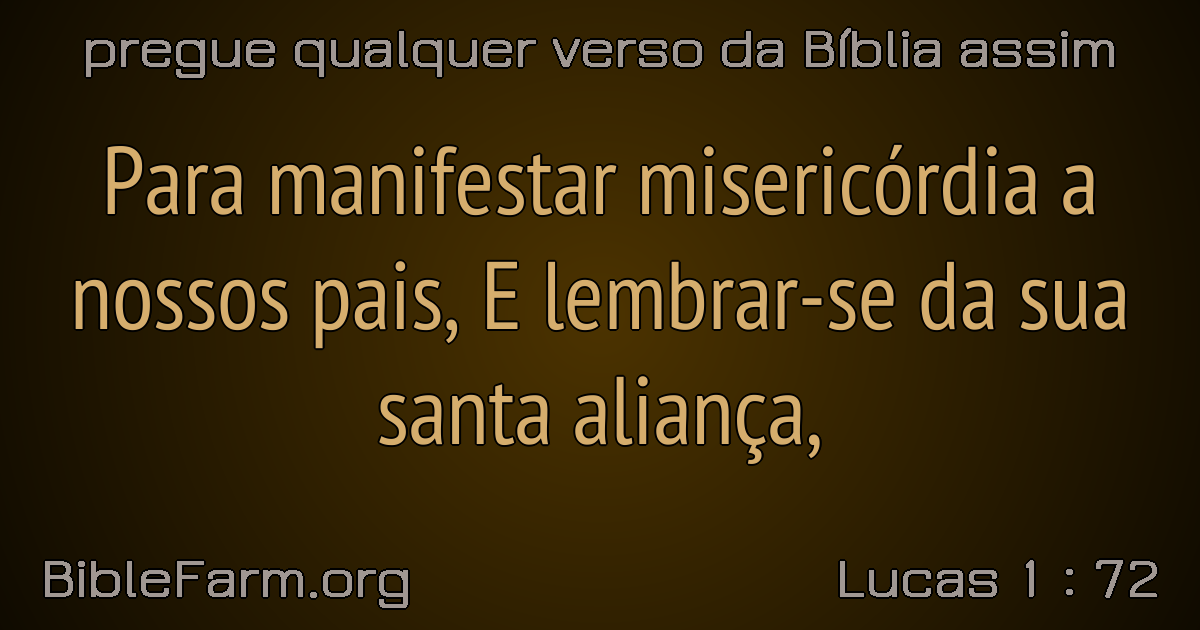 pregue qualquer verso da Bíblia assim
Para manifestar misericórdia a
nossos pais, E lembrar-se da sua
santa aliança,
BibleFarm.org
Lucas 1 : 72